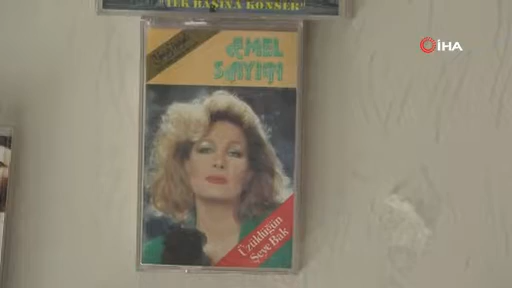 "TEK BAŞINA KONSER"
İHA
EMEL
SAYIN
Üzüldüğün
Şeye Bak